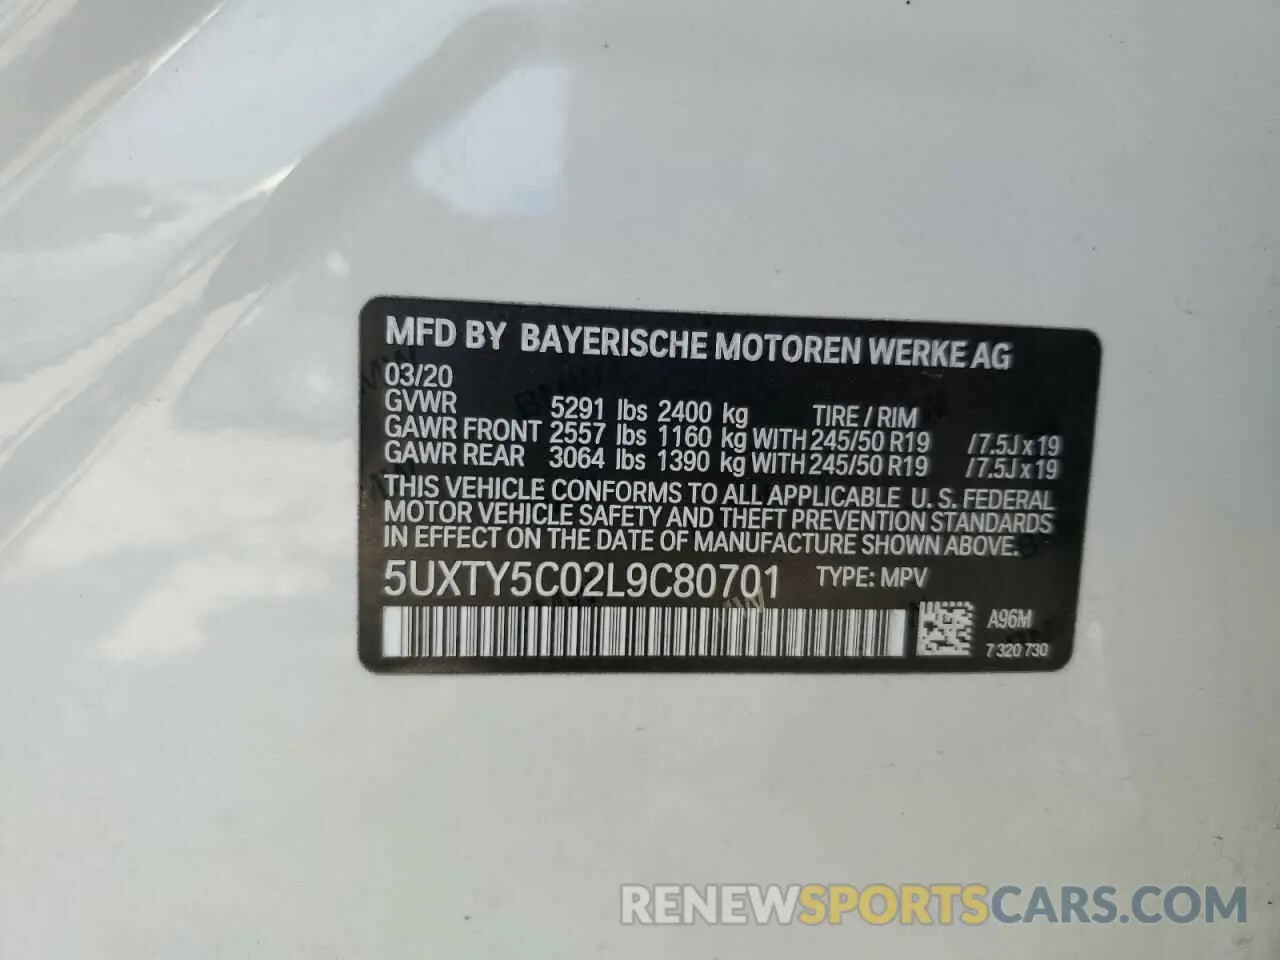 MFD BY BAYERISCHE MOTOREN WERKE AG
03/20
GVWR 5291 lbs 2400 kg TIRE / RIM
GAWR FRONT 2557 lbs 1160 kg WITH 245/50 R19 /7.5J x 19
GAWR REAR 3064 lbs 1390 kg WITH 245/50 R19 /7.5J x 19
THIS VEHICLE CONFORMS TO ALL APPLICABLE U. S. FEDERAL
MOTOR VEHICLE SAFETY AND THEFT PREVENTION STANDARDS
IN EFFECT ON THE DATE OF MANUFACTURE SHOWN ABOVE.
5UXTY5C02L9C80701 TYPE: MPV
A96M
7 320 730
RENEWSPORTSCARS.COM